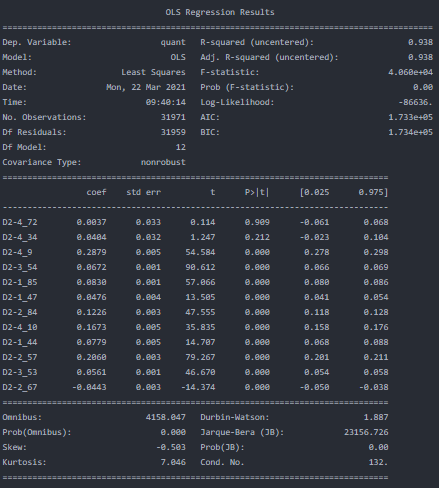 OLS Regression Results
==============================================================================
Dep. Variable: quant R-squared (uncentered): 0.938
Model: OLS Adj. R-squared (uncentered): 0.938
Method: Least Squares F-statistic: 4.060e+04
Date: Mon, 22 Mar 2021 Prob (F-statistic): 0.00
Time: 09:40:14 Log-Likelihood: -86636.
No. Observations: 31971 AIC: 1.733e+05
Df Residuals: 31959 BIC: 1.734e+05
Df Model: 12
Covariance Type: nonrobust
==============================================================================
coef std err t P>|t| [0.025 0.975]
------------------------------------------------------------------------------
D2-4_72 0.0037 0.033 0.114 0.909 -0.061 0.068
D2-4_34 0.0404 0.032 1.247 0.212 -0.023 0.104
D2-4_9 0.2879 0.005 54.584 0.000 0.278 0.298
D2-3_54 0.0672 0.001 90.612 0.000 0.066 0.069
D2-1_85 0.0830 0.001 57.066 0.000 0.080 0.086
D2-1_47 0.0476 0.004 13.505 0.000 0.041 0.054
D2-2_84 0.1226 0.003 47.555 0.000 0.118 0.128
D2-4_10 0.1673 0.005 35.835 0.000 0.158 0.176
D2-1_44 0.0779 0.005 14.707 0.000 0.068 0.088
D2-2_57 0.2060 0.003 79.267 0.000 0.201 0.211
D2-3_53 0.0561 0.001 46.670 0.000 0.054 0.058
D2-2_67 -0.0443 0.003 -14.374 0.000 -0.050 -0.038
==============================================================================
Omnibus: 4158.047 Durbin-Watson: 1.887
Prob(Omnibus): 0.000 Jarque-Bera (JB): 23156.726
Skew: -0.503 Prob(JB): 0.00
Kurtosis: 7.046 Cond. No. 132.
==============================================================================